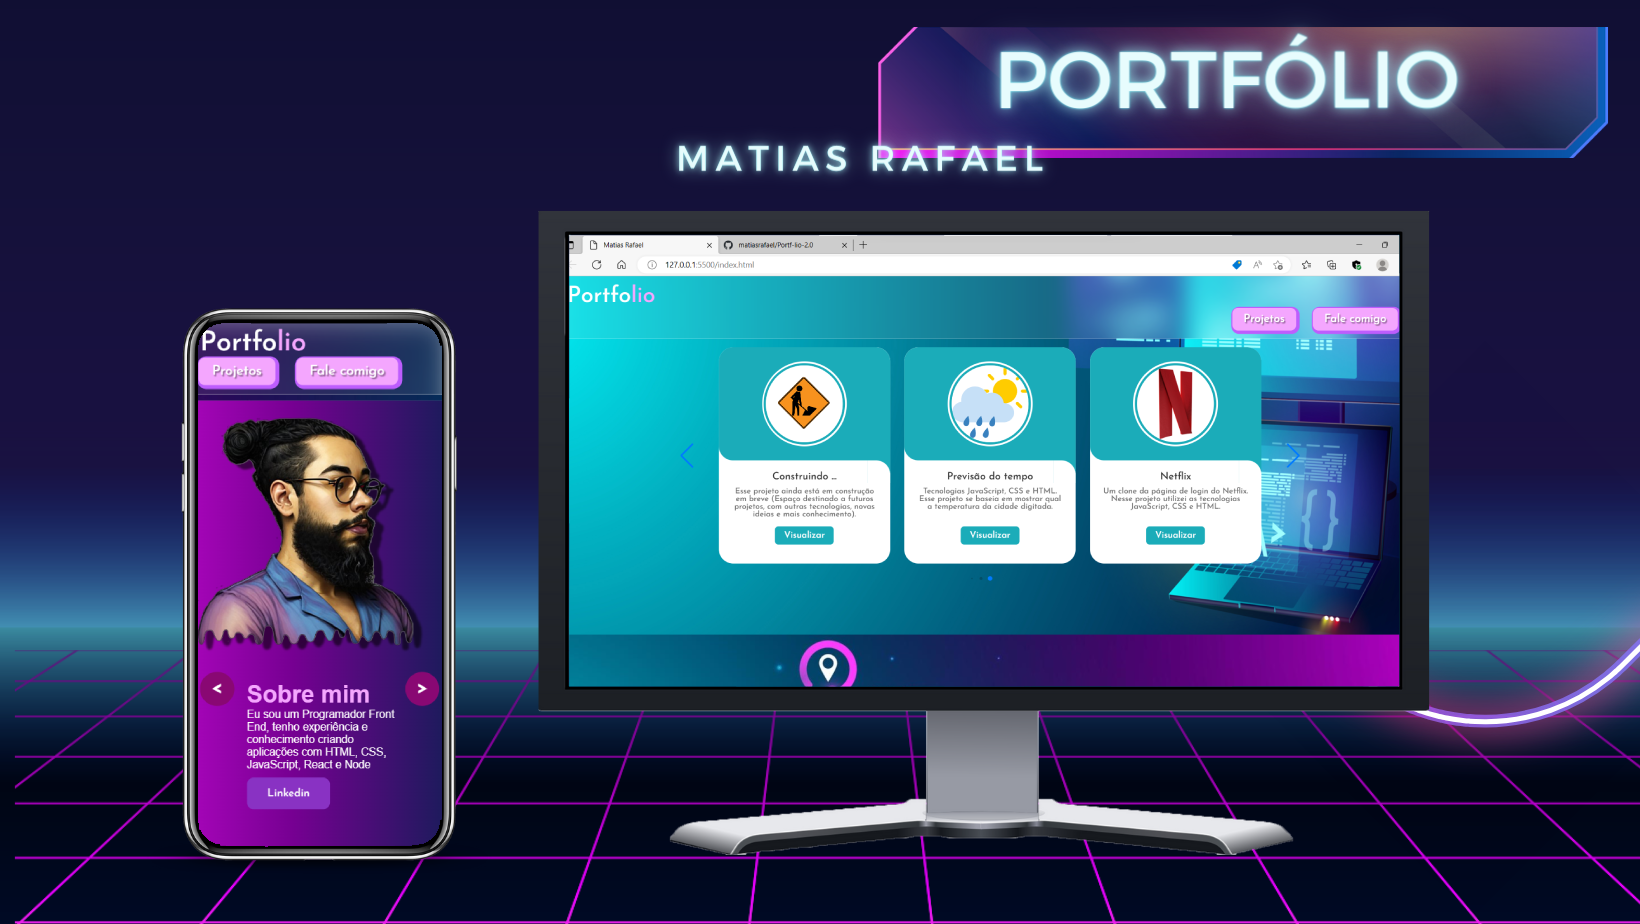 PORTFÓLIO
MATIAS RAFAEL
Matias Rafael
matiasrafael/Portf-lio-2.0
127.0.0.1:5500/index.html
Portfolio
Projetos
Fale comigo
Construindo ...
Esse projeto ainda está em construção
em breve (Espaço destinado a futuros
projetos, com outras tecnologias, novas
ideias e mais conhecimento).
Visualizar
Previsão do tempo
Tecnologias JavaScript, CSS e HTML.
Esse projeto se baseia em mostrar qual
a temperatura da cidade digitada.
Visualizar
N
Netflix
Um clone da página de login do Netflix.
Nesse projeto utilizei as tecnologias
JavaScript, CSS e HTML.
Visualizar
Portfolio
Projetos
Fale comigo
<
>
Sobre mim
Eu sou um Programador Front
End, tenho experiência e
conhecimento criando
aplicações com HTML, CSS,
JavaScript, React e Node
Linkedin